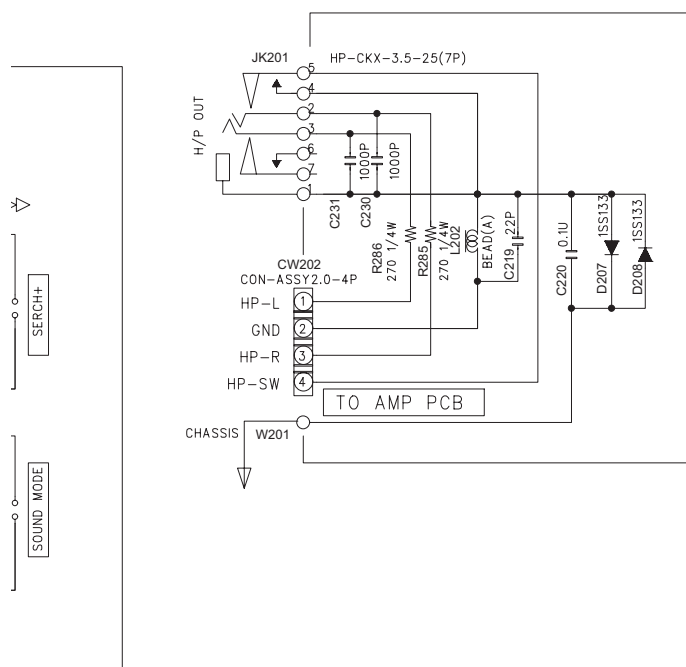 JK201 HP-CKX-3.5-25(7P)
5
4
2
3
6
7
1
H/P OUT
C231
1000P
C230
1000P
R286
270 1/4W
R285
270 1/4W
L202
BEAD(A)
C219
22P
C220
0.1U
D207
1SS133
D208
1SS133
CW202
CON-ASSY2.0-4P
HP-L 1
GND 2
HP-R 3
HP-SW 4
TO AMP PCB
CHASSIS W201
SERCH+
SOUND MODE